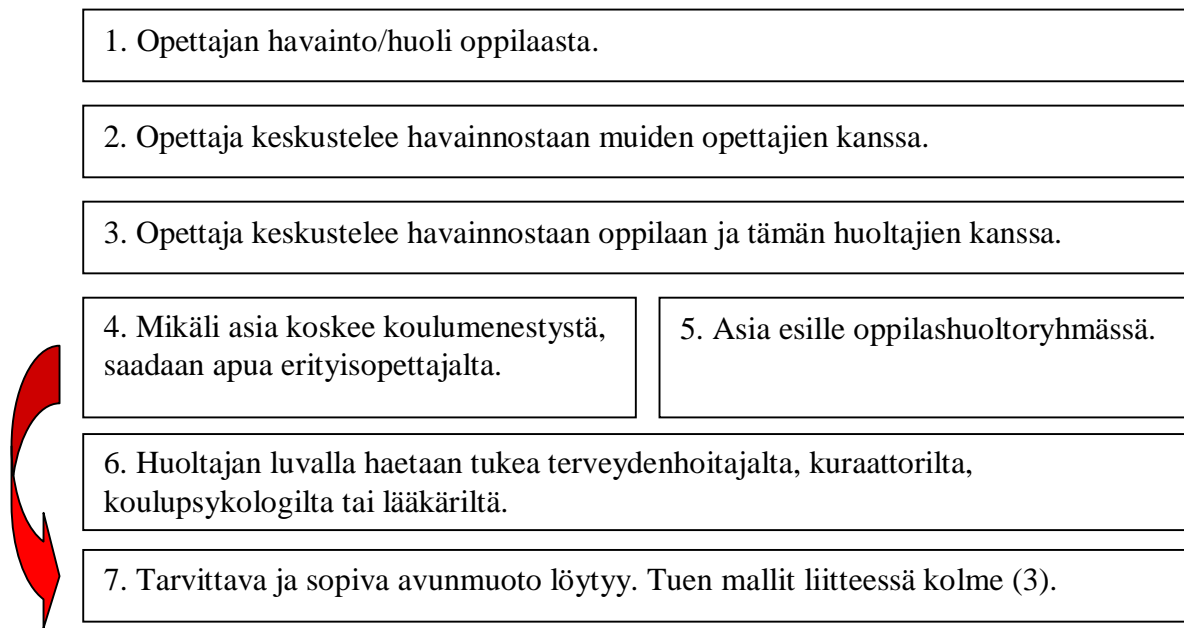 1. Opettajan havainto/huoli oppilaasta.
2. Opettaja keskustelee havainnostaan muiden opettajien kanssa.
3. Opettaja keskustelee havainnostaan oppilaan ja tämän huoltajien kanssa.
4. Mikäli asia koskee koulumenestystä,
saadaan apua erityisopettajalta.
5. Asia esille oppilashuoltoryhmässä.
6. Huoltajan luvalla haetaan tukea terveydenhoitajalta, kuraattorilta,
koulupsykologilta tai lääkäriltä.
7. Tarvittava ja sopiva avunmuoto löytyy. Tuen mallit liitteessä kolme (3).